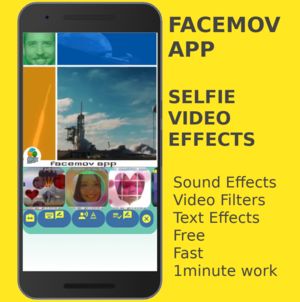 FACEMOV
APP
SELFIE
VIDEO
EFFECTS
Sound Effects
Video Filters
Text Effects
Free
Fast
1minute work
facemov app